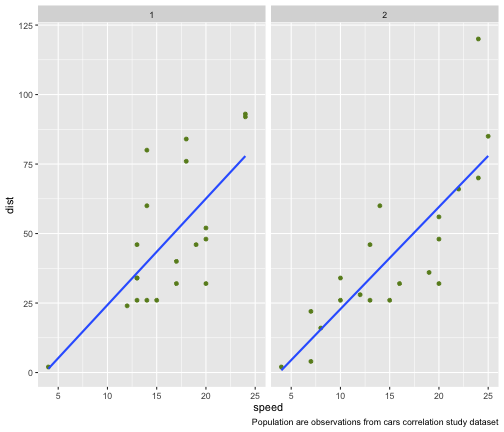 1 2
125
100
75
50
25
0
dist
5 10 15 20 25 5 10 15 20 25
speed
Population are observations from cars correlation study dataset